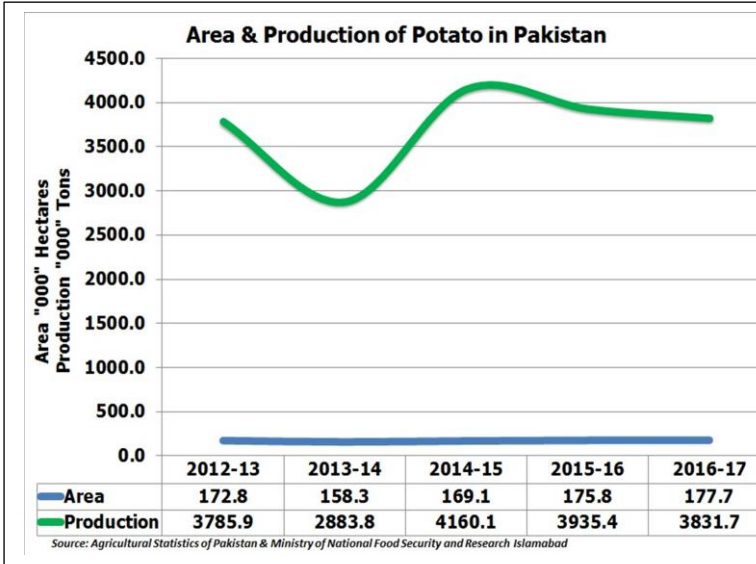 Area & Production of Potato in Pakistan
Area "000" Hectares
Production "000" Tons
4500.0
4000.0
3500.0
3000.0
2500.0
2000.0
1500.0
1000.0
500.0
0.0
2012-13 2013-14 2014-15 2015-16 2016-17
Area 172.8 158.3 169.1 175.8 177.7
Production 3785.9 2883.8 4160.1 3935.4 3831.7
Source: Agricultural Statistics of Pakistan & Ministry of National Food Security and Research Islamabad